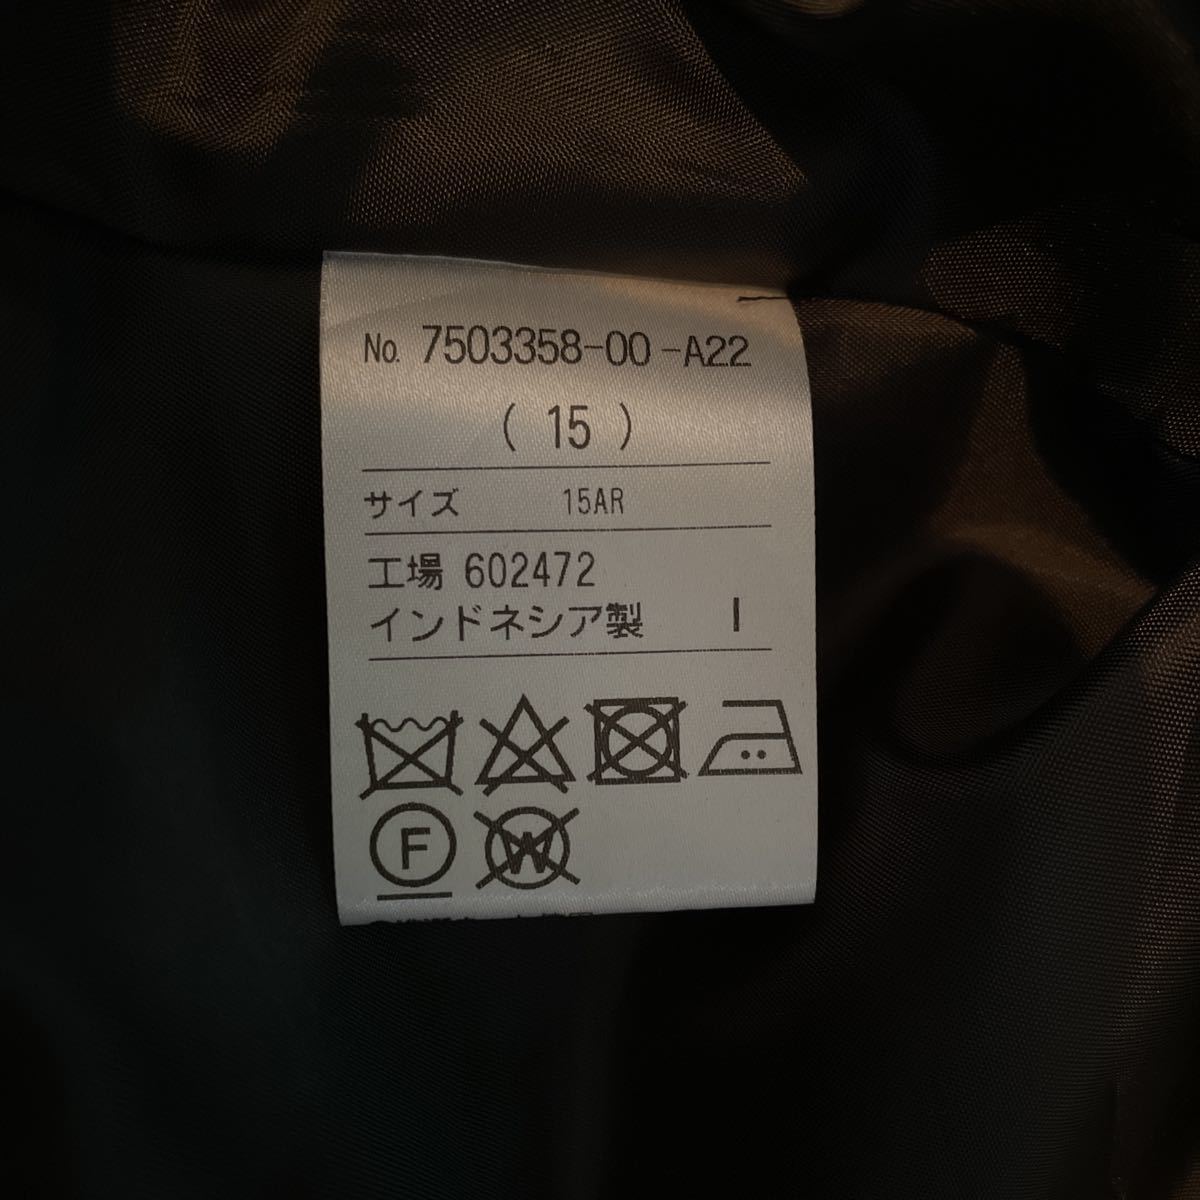 No. 7503358-00-A22
( 15 )
サイズ 15AR
工場 602472
インドネシア製 I
F W